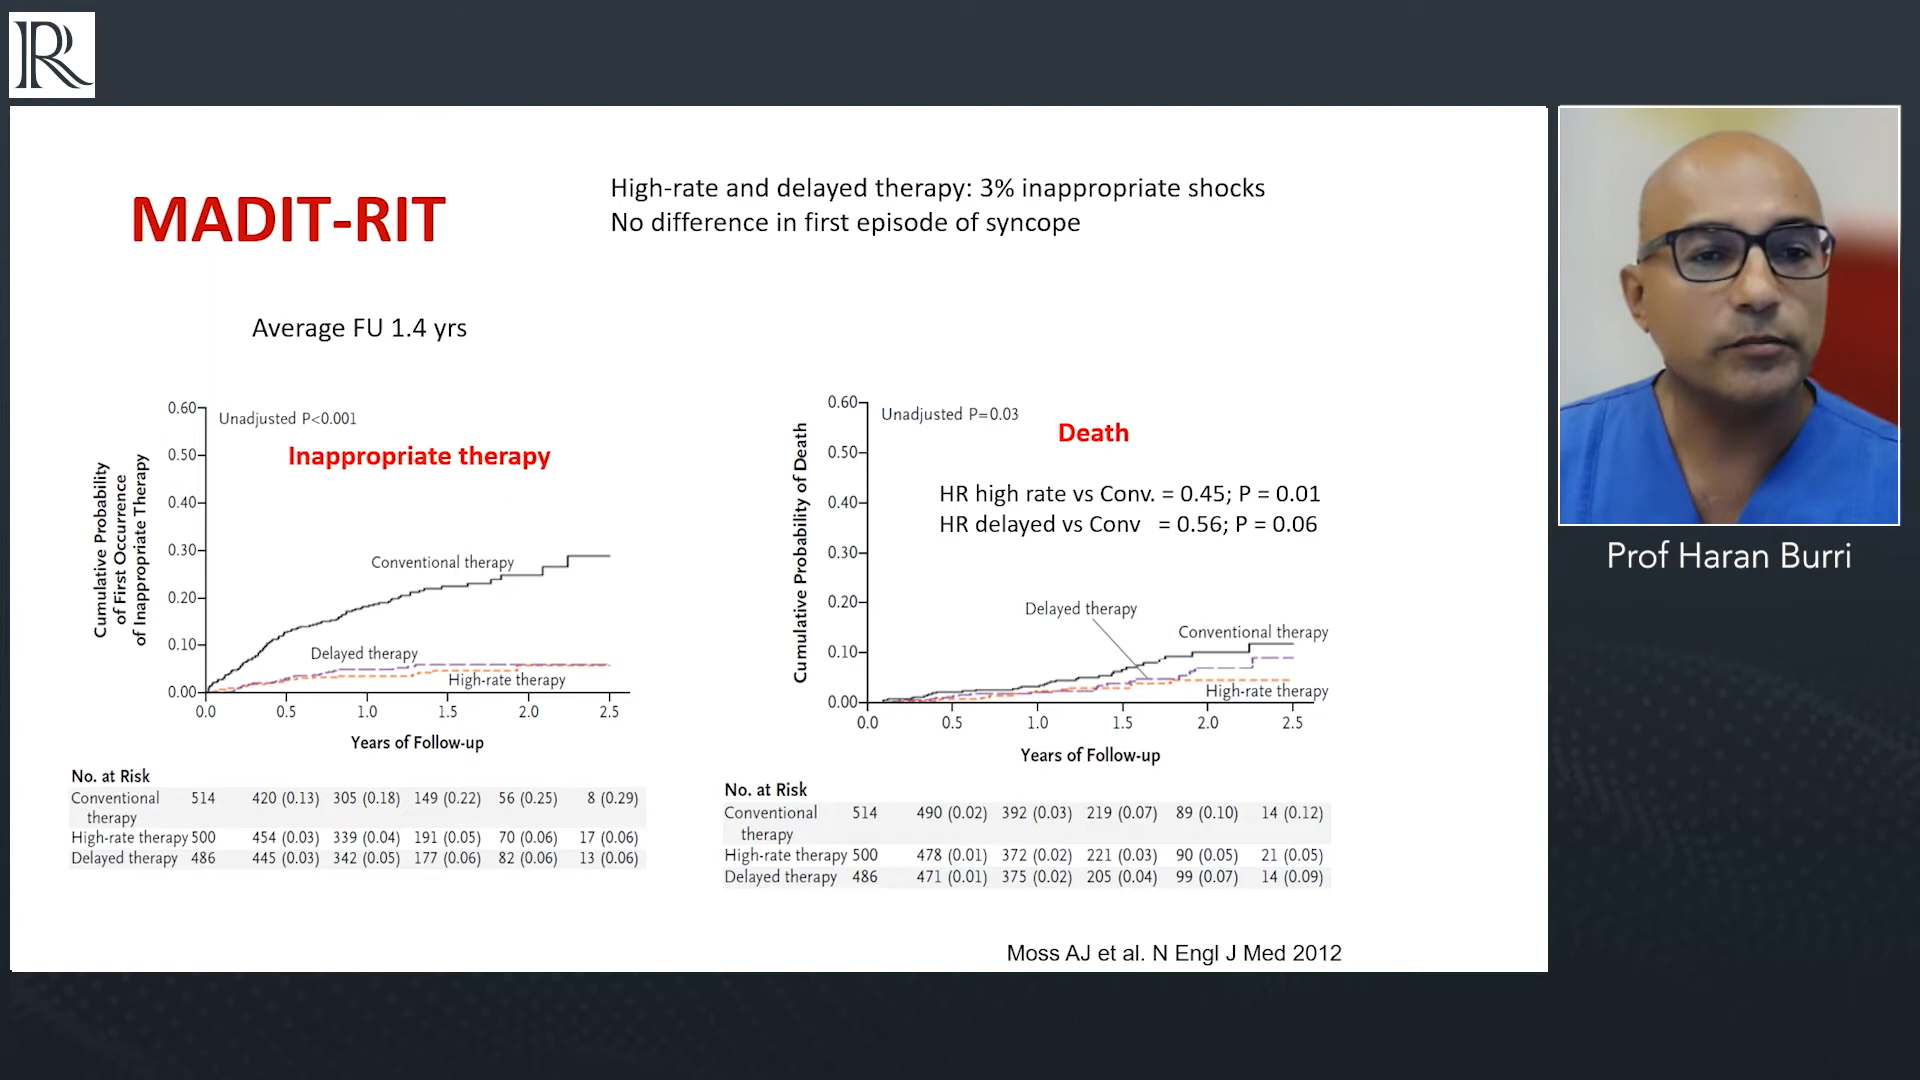 R
MADIT-RIT
High-rate and delayed therapy: 3% inappropriate shocks
No difference in first episode of syncope
Average FU 1.4 yrs
Unadjusted P<0.001
Inappropriate therapy
Cumulative Probability
of First Occurrence
of Inappropriate Therapy
0.60
0.50
0.40
0.30
0.20
0.10
0.00
Conventional therapy
Delayed therapy
High-rate therapy
0.0 0.5 1.0 1.5 2.0 2.5
Years of Follow-up
No. at Risk
Conventional 514 420 (0.13) 305 (0.18) 149 (0.22) 56 (0.25) 8 (0.29)
therapy
High-rate therapy 500 454 (0.03) 339 (0.04) 191 (0.05) 70 (0.06) 17 (0.06)
Delayed therapy 486 445 (0.03) 342 (0.05) 177 (0.06) 82 (0.06) 13 (0.06)
Unadjusted P=0.03
Death
HR high rate vs Conv. = 0.45; P = 0.01
HR delayed vs Conv = 0.56; P = 0.06
Cumulative Probability of Death
0.60
0.50
0.40
0.30
0.20
0.10
0.00
Delayed therapy
Conventional therapy
High-rate therapy
0.0 0.5 1.0 1.5 2.0 2.5
Years of Follow-up
No. at Risk
Conventional 514 490 (0.02) 392 (0.03) 219 (0.07) 89 (0.10) 14 (0.12)
therapy
High-rate therapy 500 478 (0.01) 372 (0.02) 221 (0.03) 90 (0.05) 21 (0.05)
Delayed therapy 486 471 (0.01) 375 (0.02) 205 (0.04) 99 (0.07) 14 (0.09)
Moss AJ et al. N Engl J Med 2012
Prof Haran Burri